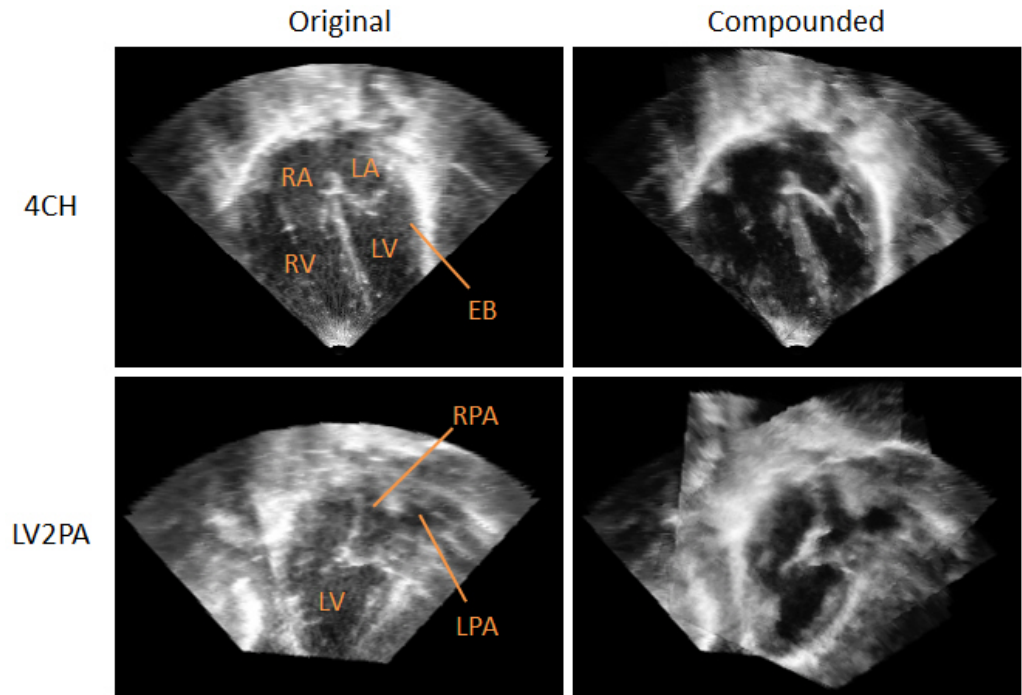 Original
Compounded
4CH
RA
LA
RV
LV
EB
LV2PA
RPA
LV
LPA